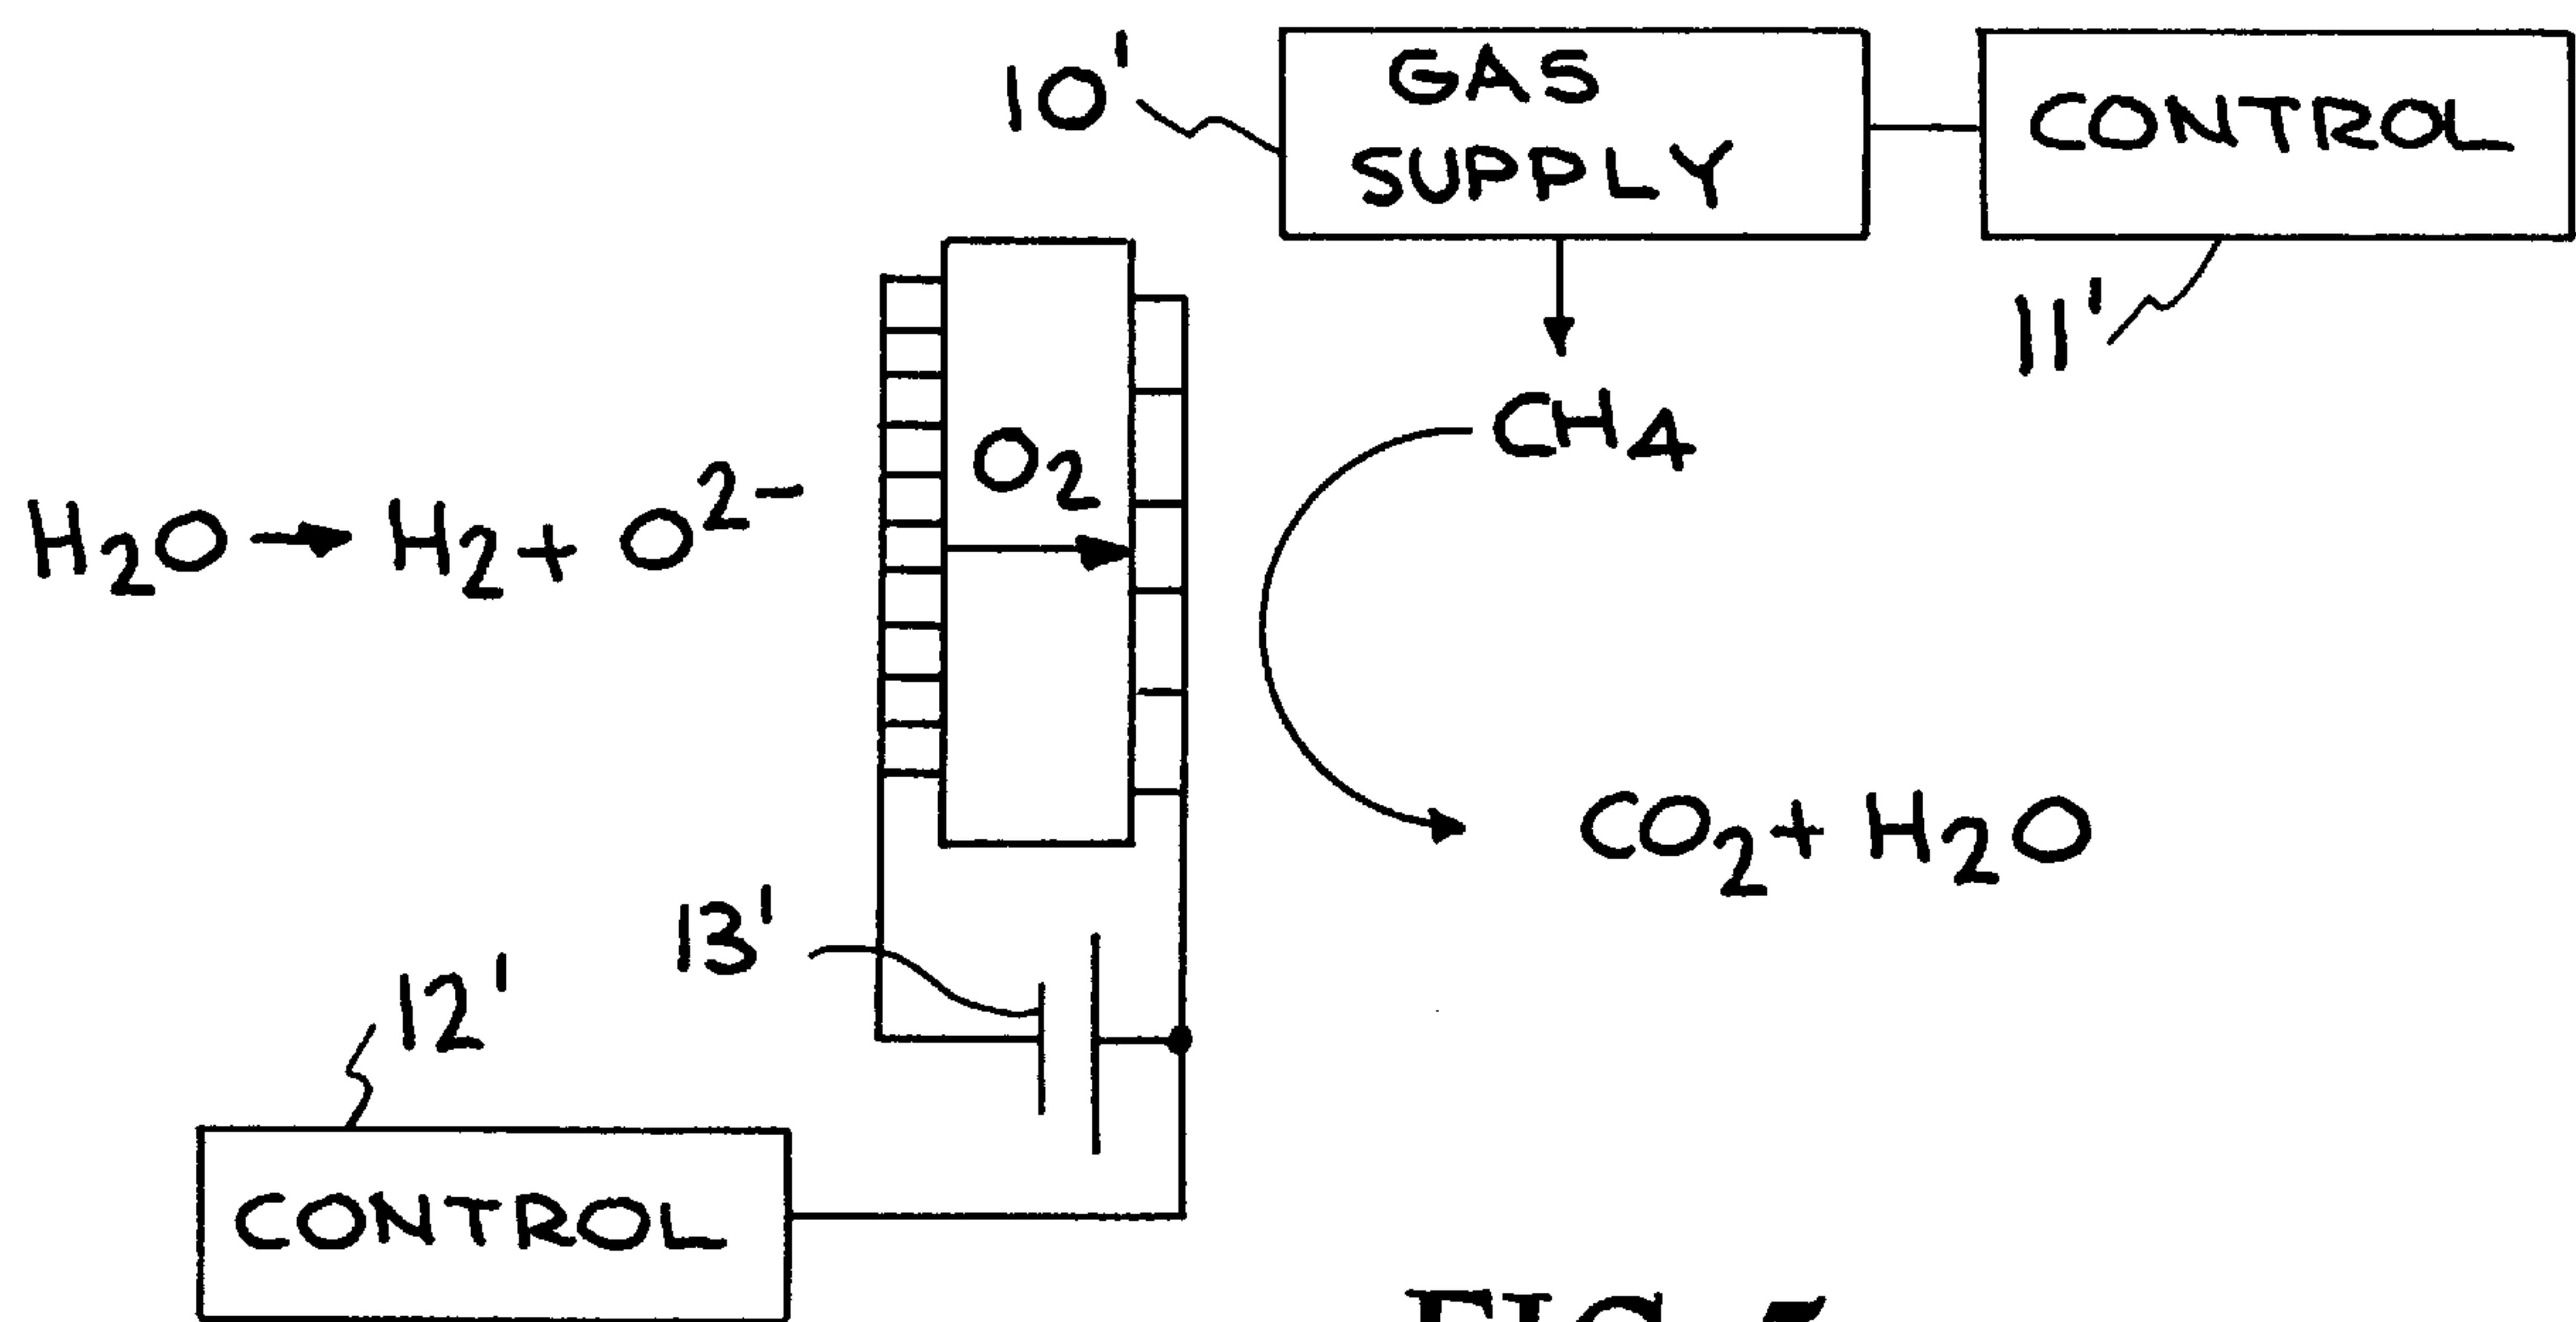 10'
GAS
SUPPLY
CONTROL
11'
CH4
O2
H2O → H2 + O2-
CO2 + H2O
13'
12'
CONTROL